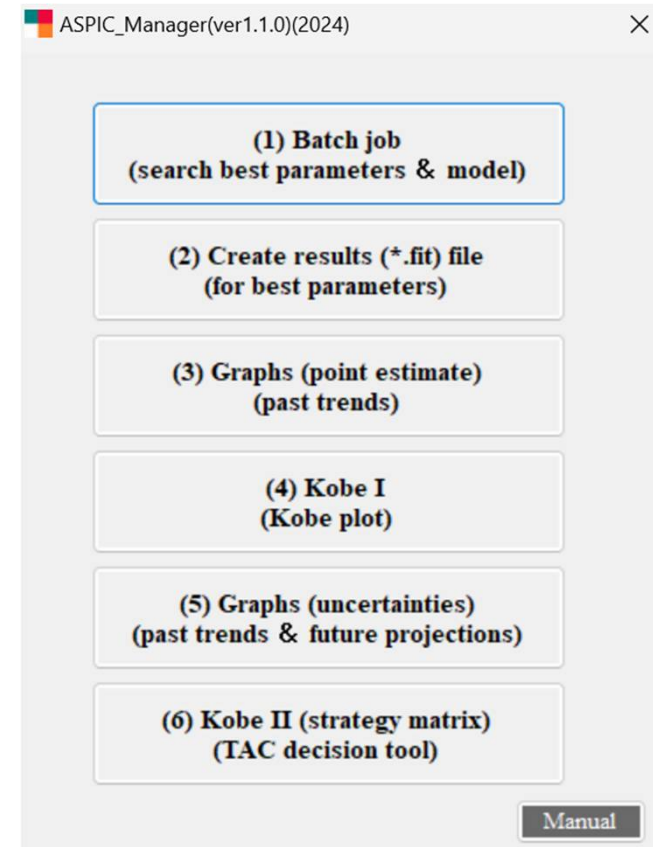 ASPIC_Manager(ver1.1.0)(2024)
(1) Batch job
(search best parameters & model)
(2) Create results (*.fit) file
(for best parameters)
(3) Graphs (point estimate)
(past trends)
(4) Kobe I
(Kobe plot)
(5) Graphs (uncertainties)
(past trends & future projections)
(6) Kobe II (strategy matrix)
(TAC decision tool)
Manual